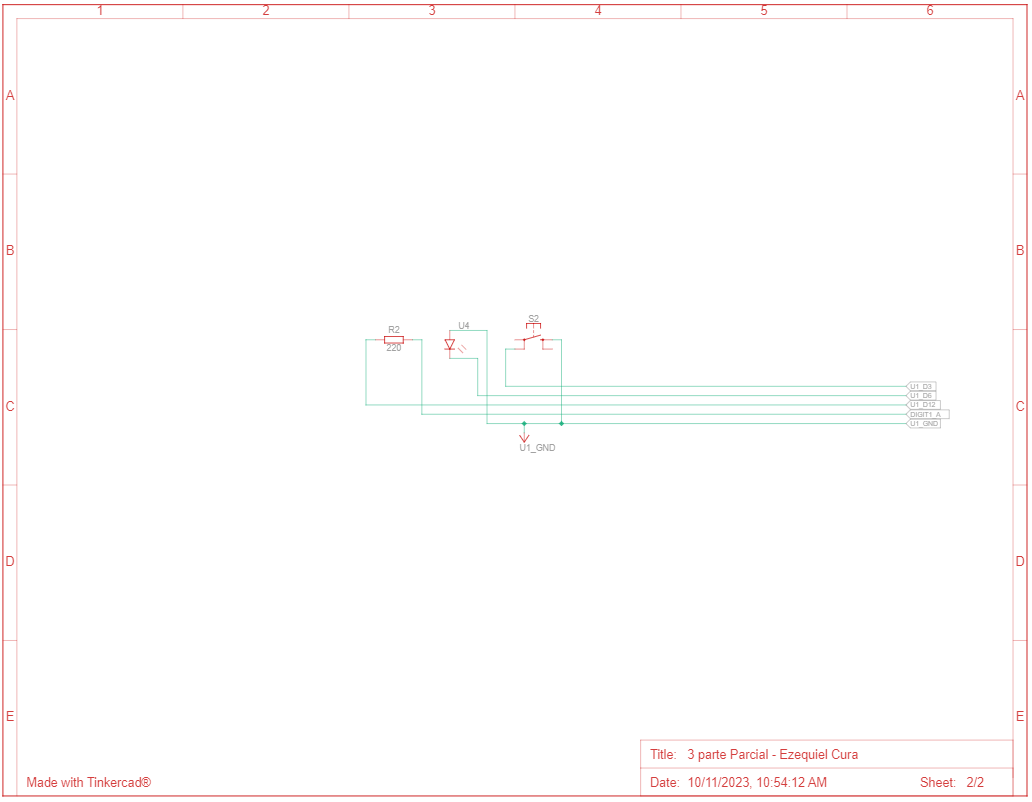 1 2 3 4 5 6
A A
B B
S2
U4
R2
220
U1_D3
U1_D6
C C
U1_D12
DIGIT1_A
U1_GND
U1_GND
D D
E E
Title: 3 parte Parcial - Ezequiel Cura
Made with Tinkercad®
Date: 10/11/2023, 10:54:12 AM Sheet: 2/2